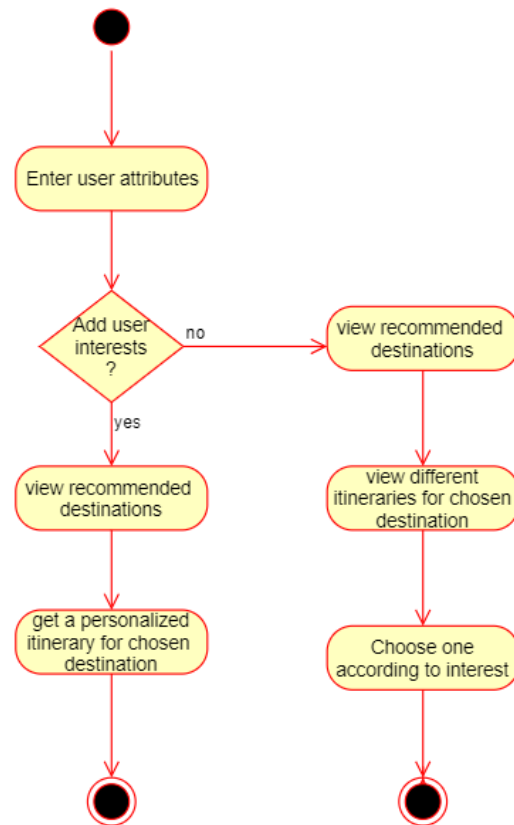 Enter user attributes
Add user
interests
?
no
yes
view recommended
destinations
get a personalized
itinerary for chosen
destination
view recommended
destinations
view different
itineraries for chosen
destination
Choose one
according to interest